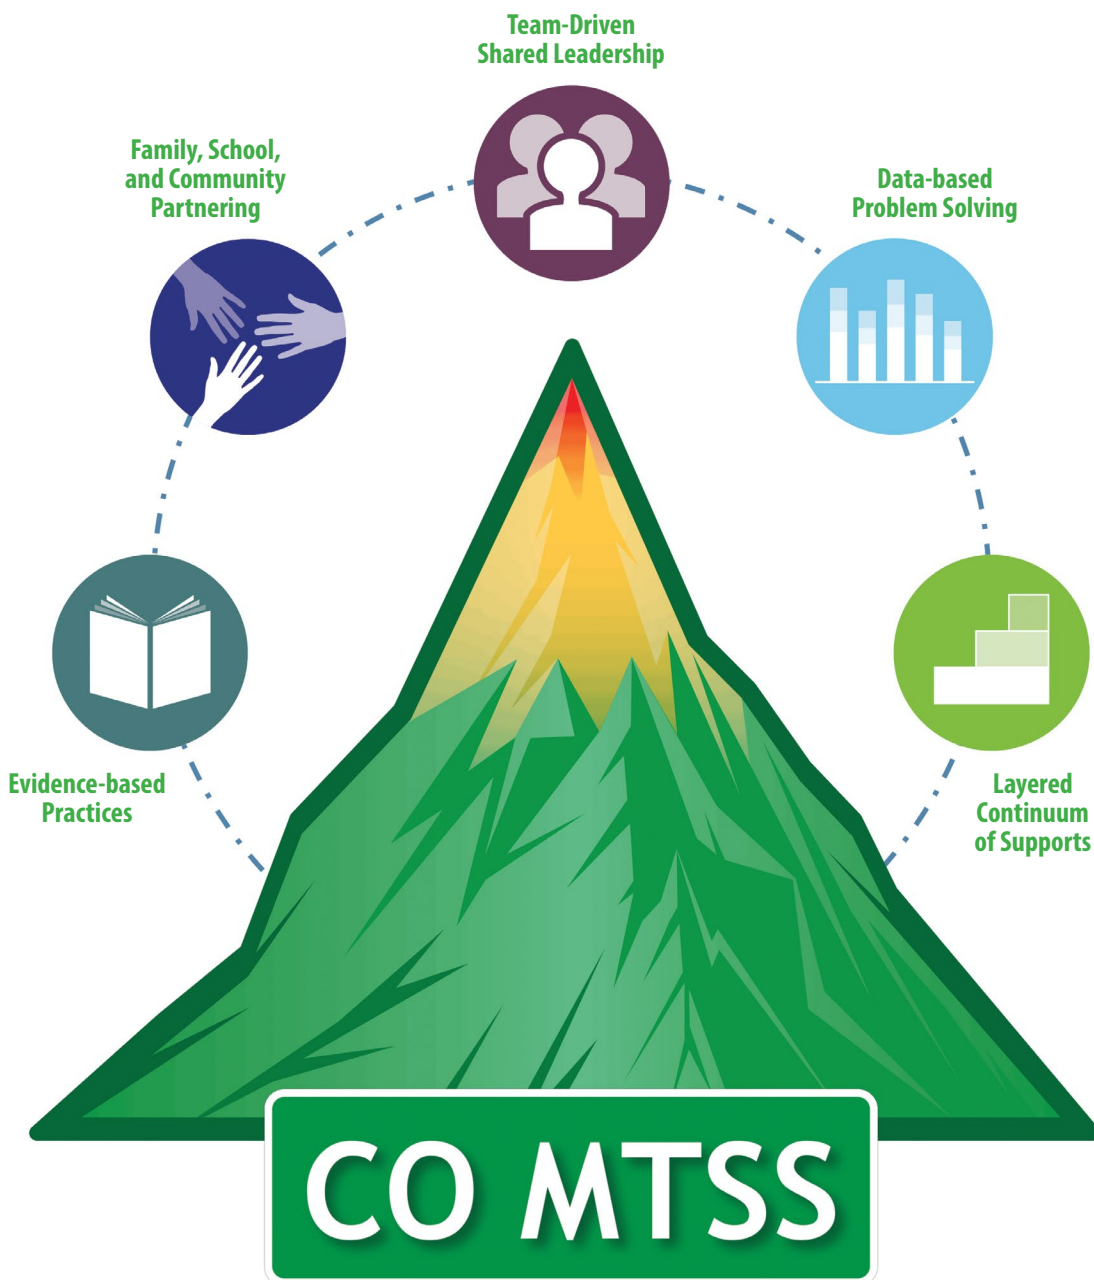 Team-Driven
Shared Leadership
Family, School,
and Community
Partnering
Data-based
Problem Solving
Evidence-based
Practices
Layered
Continuum
of Supports
CO MTSS